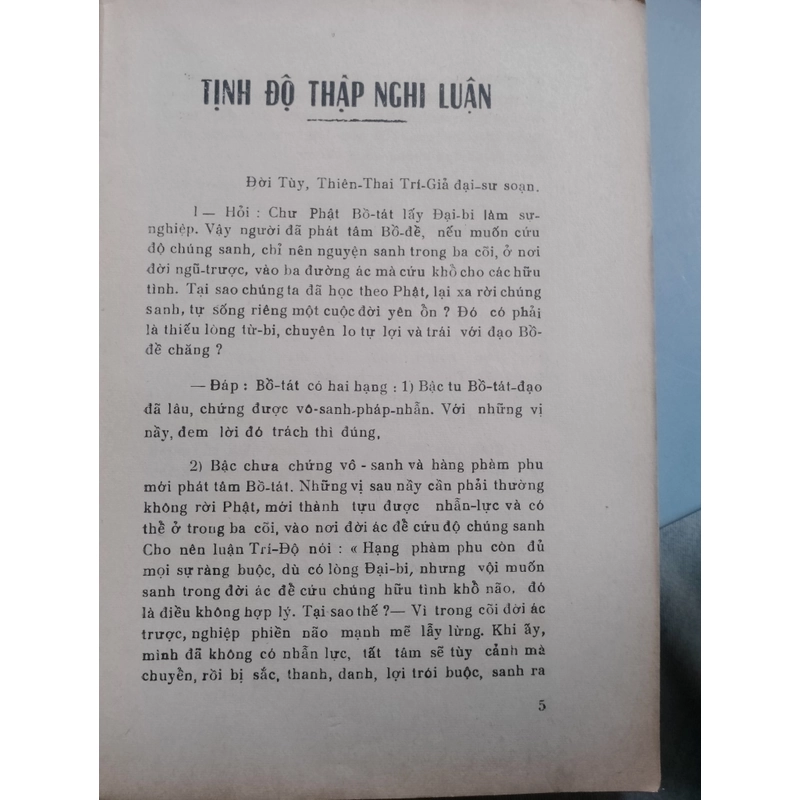 TỊNH ĐỘ THẬP NGHI LUẬN
Đời Tùy, Thiên-Thai Trí-Giả đại-sư soạn.
1 — Hỏi : Chư Phật Bồ-tát lấy Đại-bi làm sự-
nghiệp. Vậy người đã phát tâm Bồ-đề, nếu muốn cứu
độ chúng sanh, chỉ nên nguyện sanh trong ba cõi, ở nơi
đời ngũ-trược, vào ba đường ác mà cứu khổ cho các hữu
tình. Tại sao chúng ta đã học theo Phật, lại xa rời chúng
sanh, tự sống riêng một cuộc đời yên ổn ? Đó có phải
là thiếu lòng từ-bi, chuyên lo tự lợi và trái với đạo Bồ-
đề chăng ?
— Đáp : Bồ-tát có hai hạng : 1) Bậc tu Bồ-tát-đạo
đã lâu, chứng được vô-sanh-pháp-nhẫn. Với những vị
nầy, đem lời đó trách thì đúng.
2) Bậc chưa chứng vô - sanh và hàng phàm phu
mới phát tâm Bồ-tát. Những vị sau nầy cần phải thường
không rời Phật, mới thành tựu được nhẫn-lực và có
thể ở trong ba cõi, vào nơi đời ác để cứu độ chúng sanh
Cho nên luận Trí-Độ nói : « Hạng phàm phu còn đủ
mọi sự ràng buộc, dù có lòng Đại-bi, nhưng vội muốn
sanh trong đời ác để cứu chúng hữu tình khổ não, đó
là điều không hợp lý. Tại sao thế ?— Vì trong cõi đời ác
trược, nghiệp phiền não mạnh mẽ lẫy lừng. Khi ấy,
mình đã không có nhẫn lực, tất tâm sẽ tùy cảnh mà
chuyển, rồi bị sắc, thanh, danh, lợi trói buộc, sanh ra
5